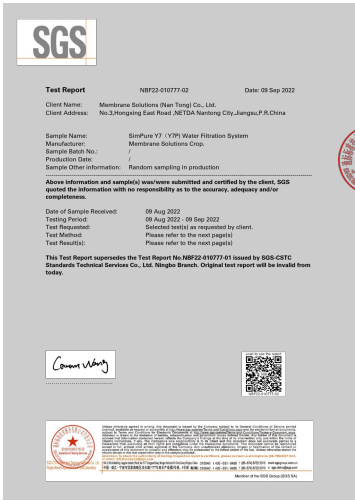 SGS
Test Report NBF22-010777-02 Date: 09 Sep 2022
Client Name: Membrane Solutions (Nan Tong) Co., Ltd.
Client Address: No.3,Hongxing East Road ,NETDA Nantong City,Jiangsu,P.R.China
Sample Name: SimPure Y7（Y7P) Water Filtration System
Manufacturer: Membrane Solutions Crop.
Sample Batch No.: /
Production Date: /
Sample Other information: Random sampling in production
Above information and sample(s) was/were submitted and certified by the client, SGS
quoted the information with no responsibility as to the accuracy, adequacy and/or
completeness.
Date of Sample Received: 09 Aug 2022
Testing Period: 09 Aug 2022 - 09 Sep 2022
Test Requested: Selected test(s) as requested by client.
Test Method: Please refer to the next page(s)
Test Result(s): Please refer to the next page(s)
This Test Report supersedes the Test Report No.NBF22-010777-01 issued by SGS-CSTC
Standards Technical Services Co., Ltd. Ningbo Branch. Original test report will be invalid from
today.
scan to see the report
NBF22-010777-02
Member of the SGS Group (SGS SA)